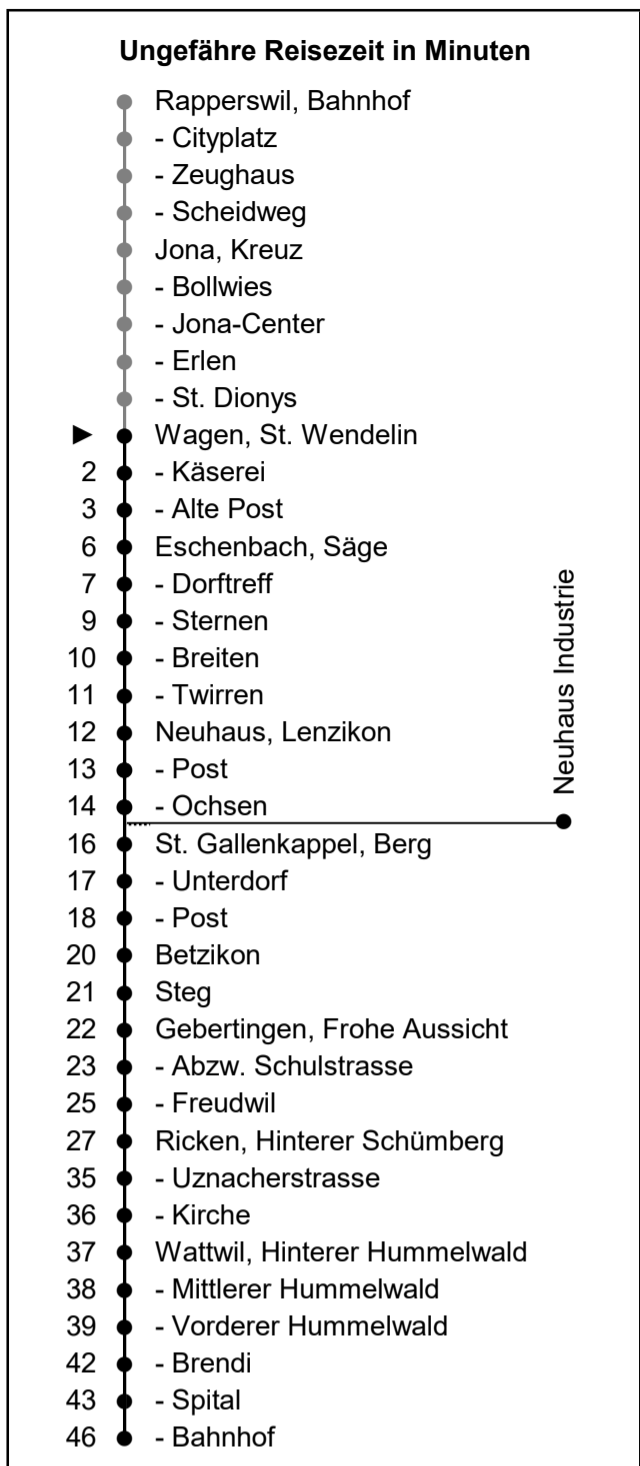 Ungefähre Reisezeit in Minuten
Rapperswil, Bahnhof
- Cityplatz
- Zeughaus
- Scheidweg
Jona, Kreuz
- Bollwies
- Jona-Center
- Erlen
- St. Dionys
► Wagen, St. Wendelin
2 - Käserei
3 - Alte Post
6 Eschenbach, Säge
7 - Dorftreff
9 - Sternen
10 - Breiten
11 - Twirren
12 Neuhaus, Lenzikon
13 - Post
14 - Ochsen
Neuhaus Industrie
16 St. Gallenkappel, Berg
17 - Unterdorf
18 - Post
20 Betzikon
21 Steg
22 Gebertingen, Frohe Aussicht
23 - Abzw. Schulstrasse
25 - Freudwil
27 Ricken, Hinterer Schümberg
35 - Uznacherstrasse
36 - Kirche
37 Wattwil, Hinterer Hummelwald
38 - Mittlerer Hummelwald
39 - Vorderer Hummelwald
42 - Brendi
43 - Spital
46 - Bahnhof